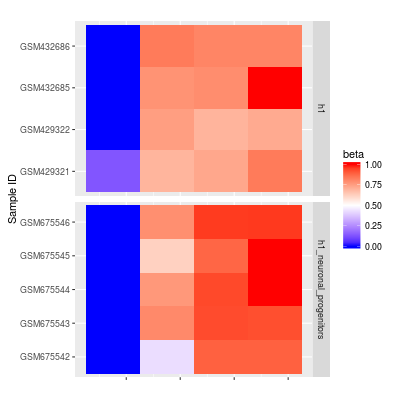 GSM432686
GSM432685
GSM429322
GSM429321
h1
GSM675546
GSM675545
GSM675544
GSM675543
GSM675542
h1_neuronal_progenitors
Sample ID
beta
1.00
0.75
0.50
0.25
0.00